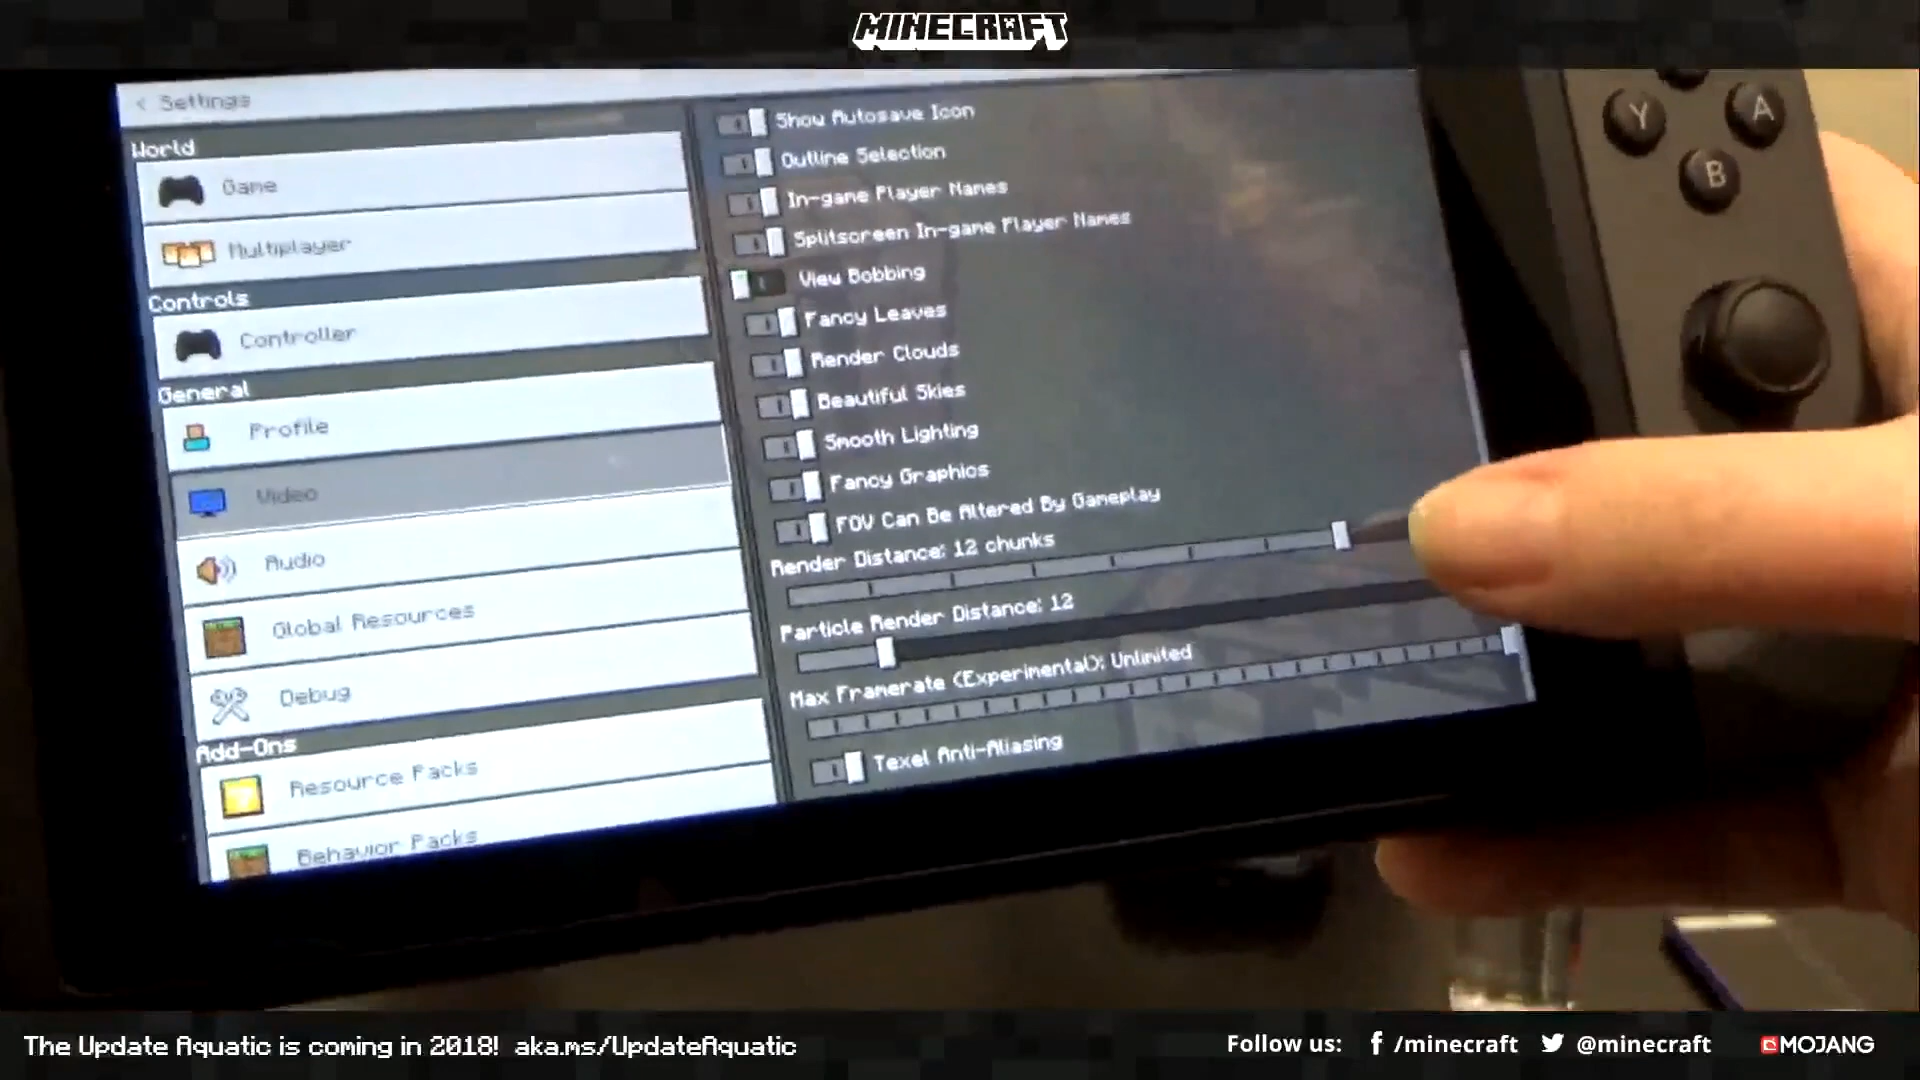 MINECRAFT
< Settings
World
Game
Multiplayer
Controls
Controller
General
Profile
Video
Audio
Global Resources
Debug
Add-Ons
Resource Packs
Behavior Packs
Show Autosave Icon
Outline Selection
In-game Player Names
Splitscreen In-game Player Names
View Bobbing
Fancy Leaves
Render Clouds
Beautiful Skies
Smooth Lighting
Fancy Graphics
FOV Can Be Altered By Gameplay
Render Distance: 12 chunks
Particle Render Distance: 12
Max Framerate (Experimental): Unlimited
Texel Anti-Aliasing
Y
A
B
The Update Aquatic is coming in 2018! aka.ms/UpdateAquatic
Follow us: f /minecraft @minecraft MOJANG